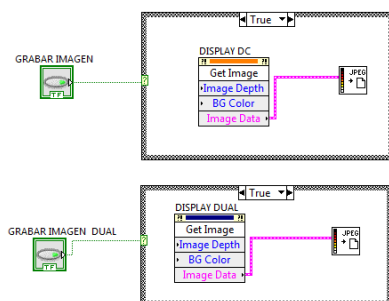 True
DISPLAY DC
GRABAR IMAGEN
Get Image
Image Depth
BG Color
Image Data
TF
?
JPEG
True
DISPLAY DUAL
GRABAR IMAGEN DUAL
Get Image
Image Depth
BG Color
Image Data
TF
?
JPEG